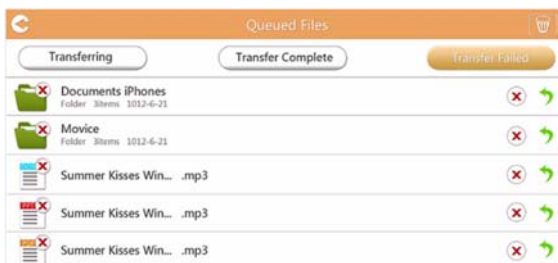 Queued Files
Transferring Transfer Complete Transfer Failed
Documents iPhones
Folder 3items 1012-6-21
Movice
Folder 3items 1012-6-21
Summer Kisses Win... .mp3
Summer Kisses Win... .mp3
Summer Kisses Win... .mp3